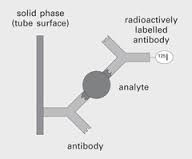 solid phase
(tube surface)
radioactively
labelled
antibody
125I
analyte
antibody